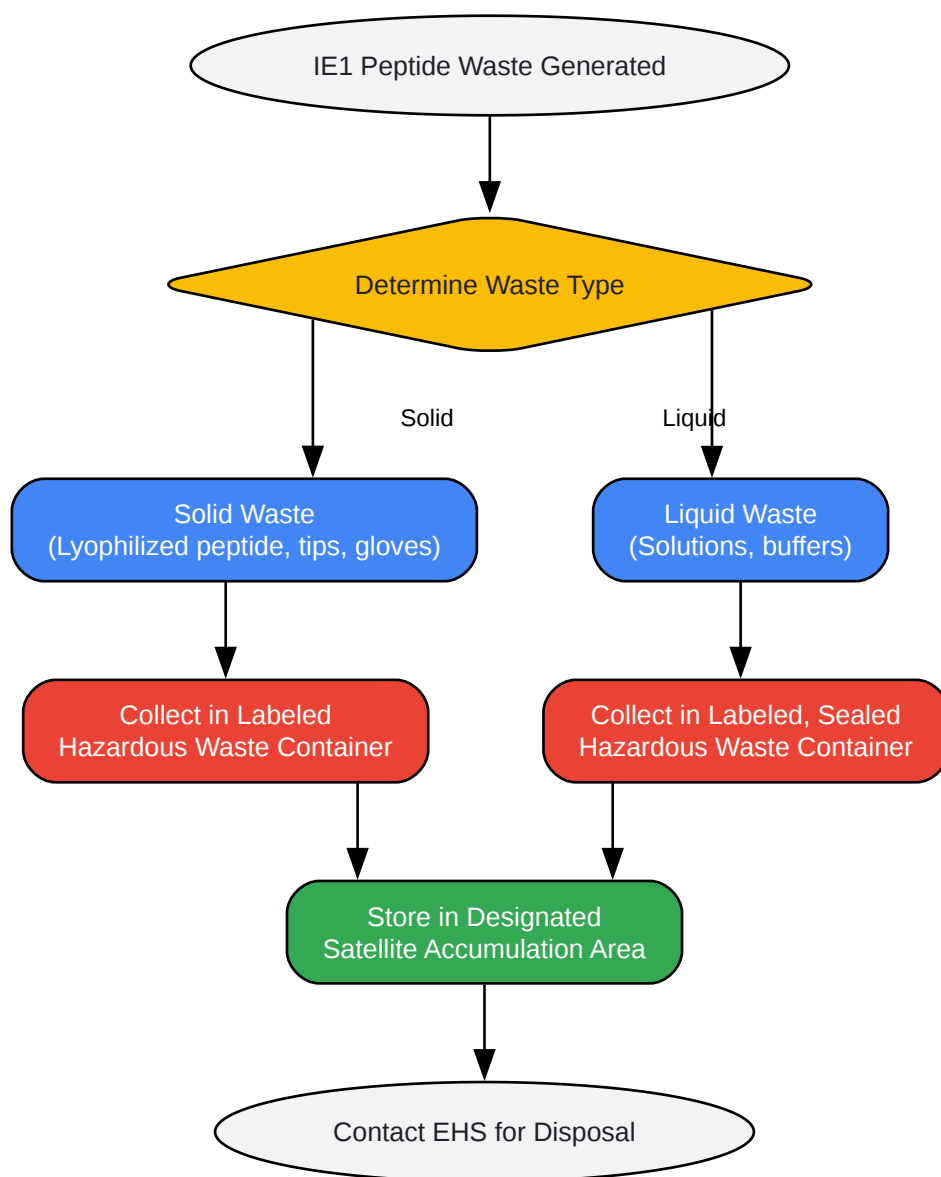 IE1 Peptide Waste Generated
Determine Waste Type
Solid
Liquid
Solid Waste
(Lyophilized peptide, tips, gloves)
Liquid Waste
(Solutions, buffers)
Collect in Labeled
Hazardous Waste Container
Collect in Labeled, Sealed
Hazardous Waste Container
Store in Designated
Satellite Accumulation Area
Contact EHS for Disposal